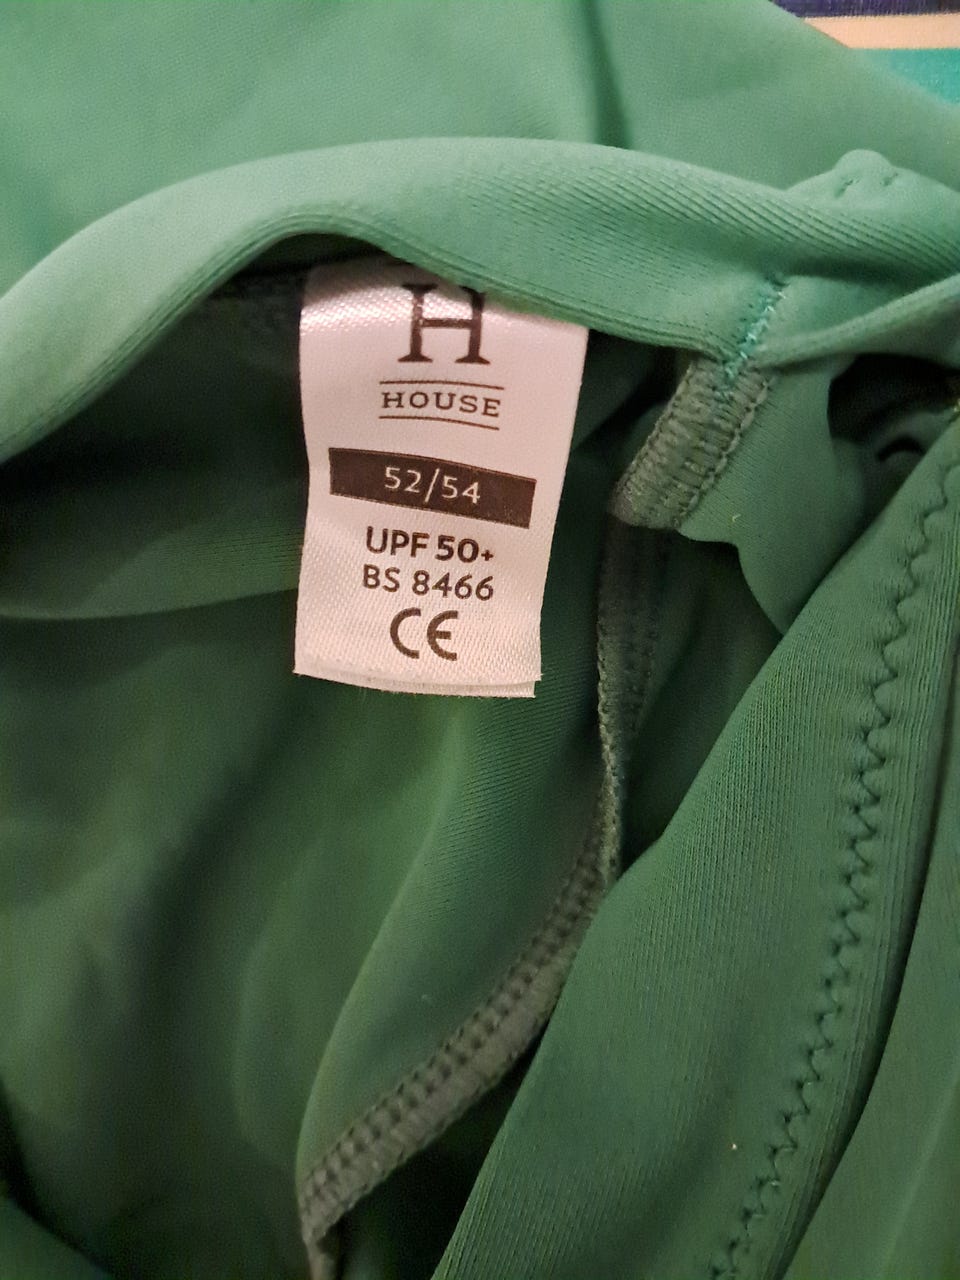 H
HOUSE
52/54
UPF 50+
BS 8466
CE